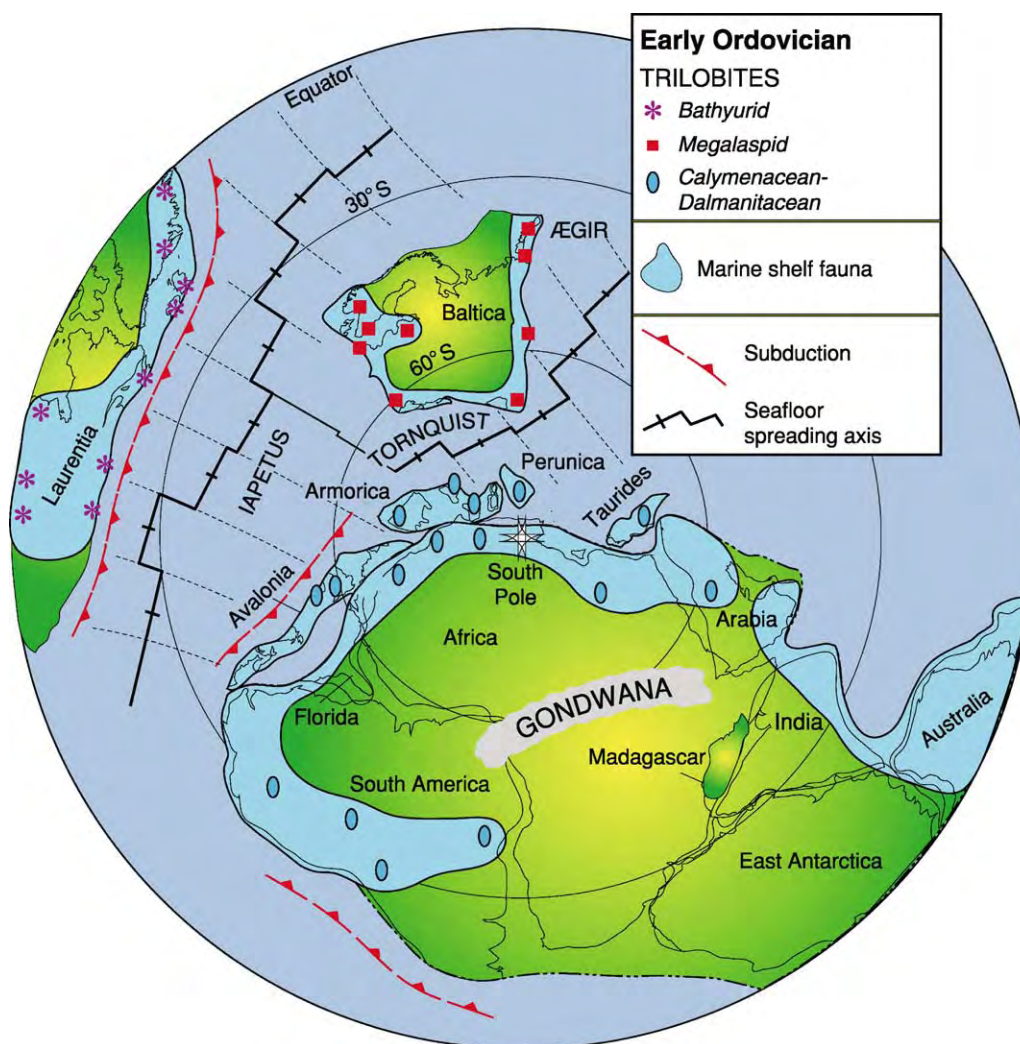 Early Ordovician
TRILOBITES
Bathyurid
Megalaspid
Calymenacean-
Dalmanitacean
Marine shelf fauna
Subduction
Seafloor
spreading axis
Equator
30° S
ÆGIR
Baltica
60° S
Laurentia
IAPETUS
TORNQUIST
Perunica
Armorica
Taurides
Avalonia
South
Pole
Arabia
Africa
Florida
GONDWANA
India
Australia
Madagascar
South America
East Antarctica